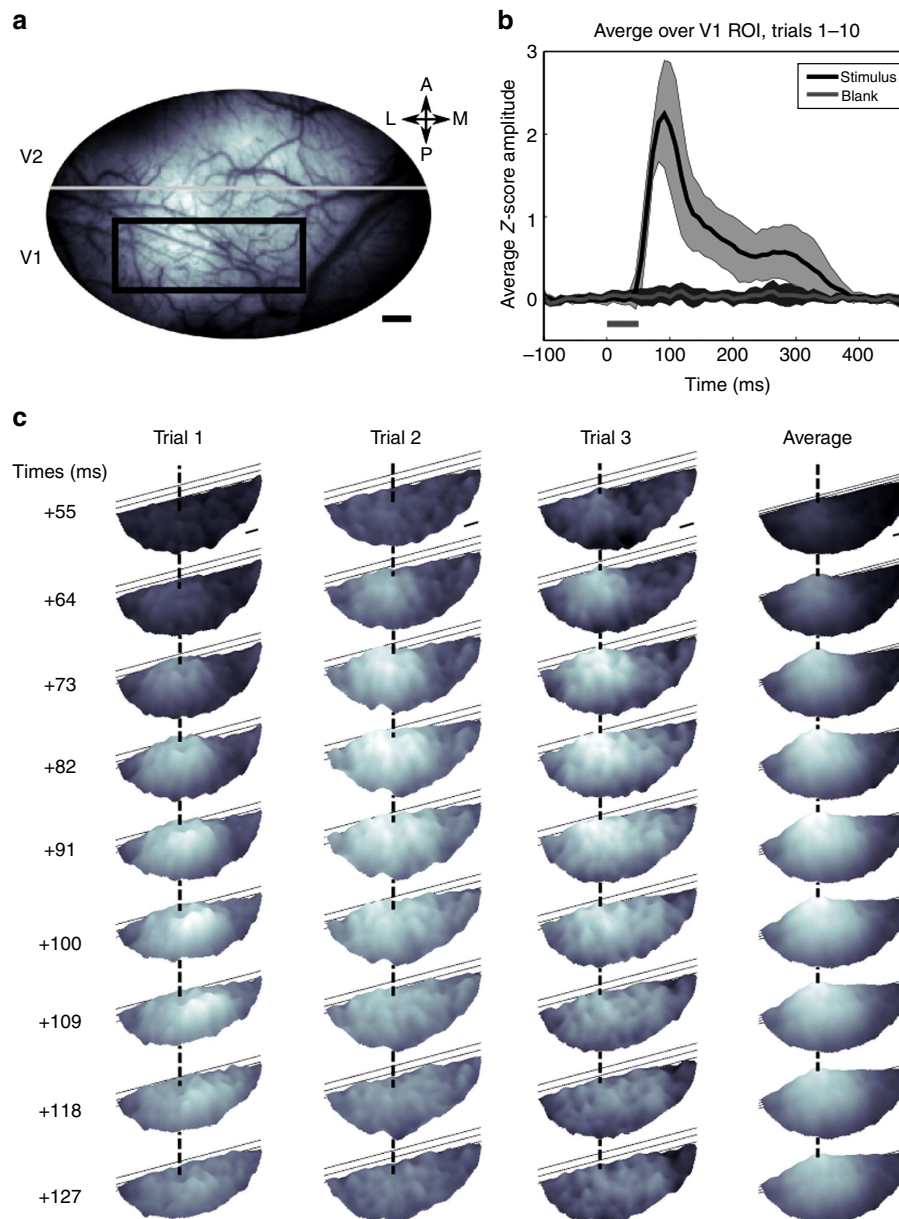 a
A
L M
P
V2
V1
b
Averge over V1 ROI, trials 1–10
Average Z-score amplitude
3
2
1
0
Stimulus
Blank
–100 0 100 200 300 400
Time (ms)
c
Trial 1 Trial 2 Trial 3 Average
Times (ms)
+55
+64
+73
+82
+91
+100
+109
+118
+127